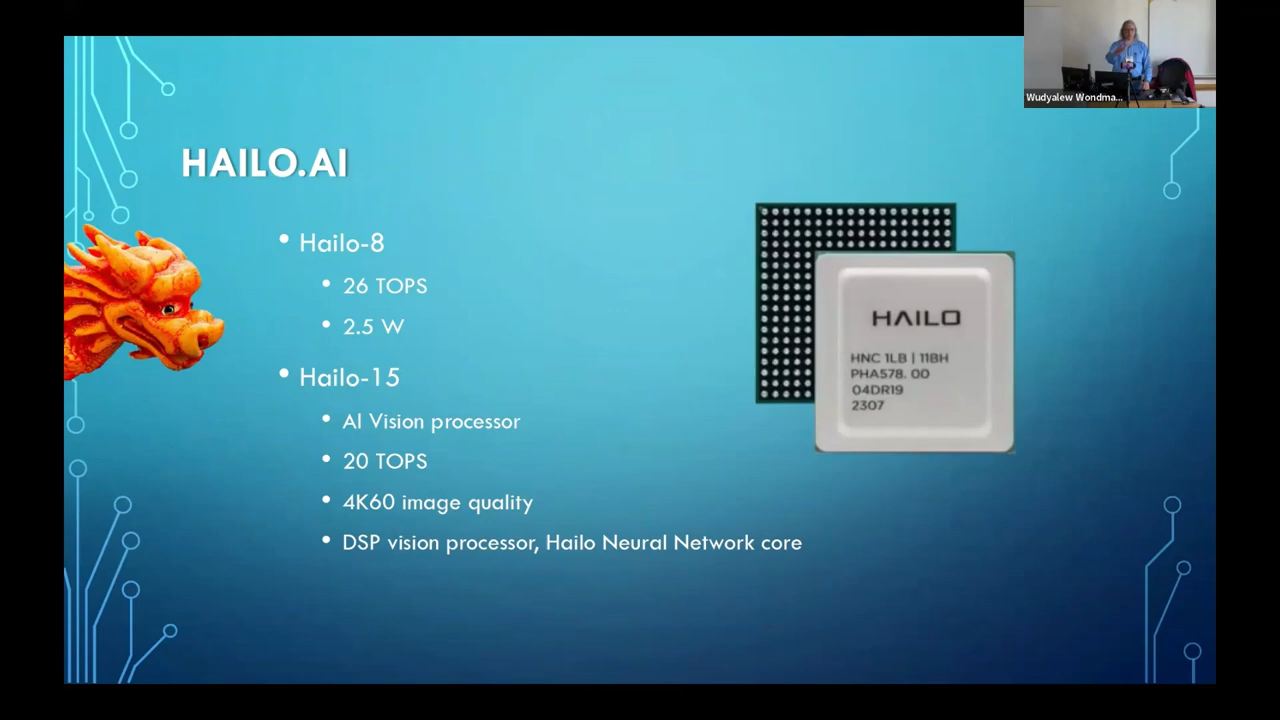 Wudyalew Wondma...
HAILO.AI
• Hailo-8
• 26 TOPS
• 2.5 W
• Hailo-15
• AI Vision processor
• 20 TOPS
• 4K60 image quality
• DSP vision processor, Hailo Neural Network core
HAILO
HNC 1LB | 11BH
PHA578. 00
04DR19
2307